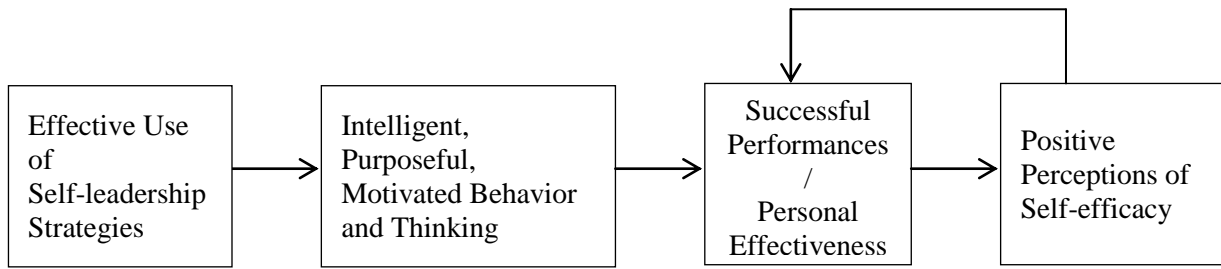 Effective Use
of
Self-leadership
Strategies
Intelligent,
Purposeful,
Motivated Behavior
and Thinking
Successful
Performances
/
Personal
Effectiveness
Positive
Perceptions of
Self-efficacy